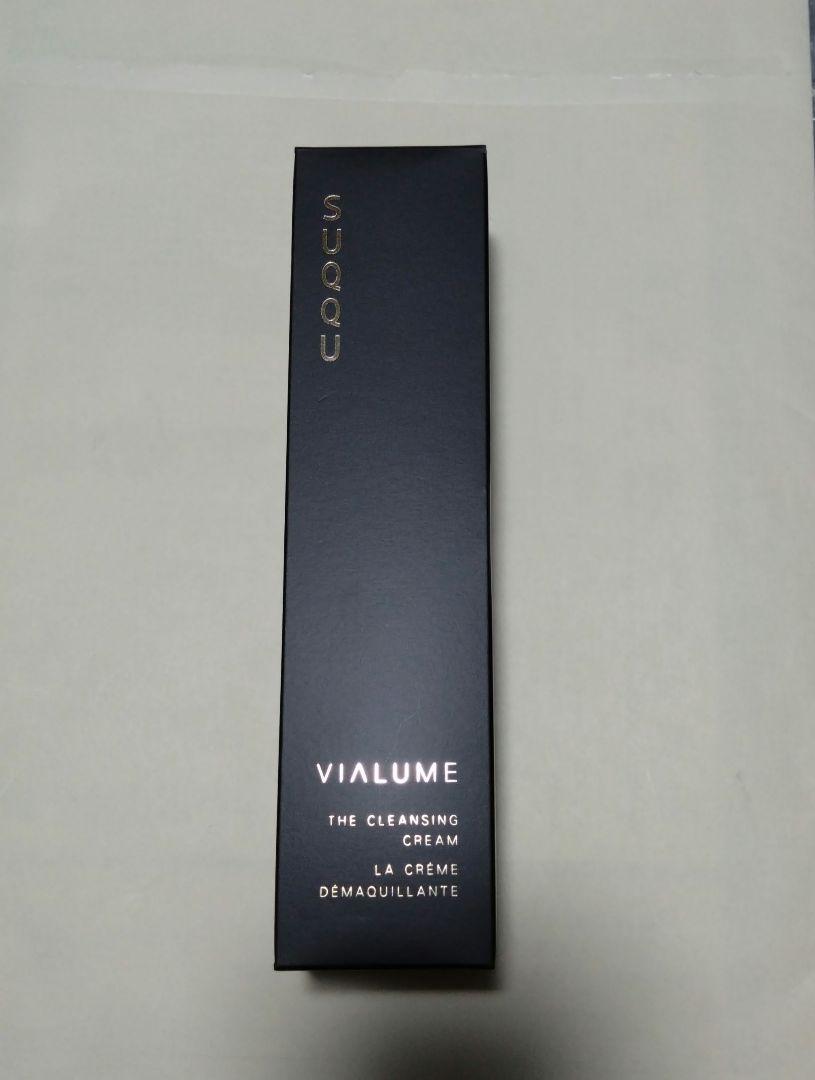 SUQQU
VIALUME
THE CLEANSING
CREAM
LA CRÈME
DÉMAQUILLANTE